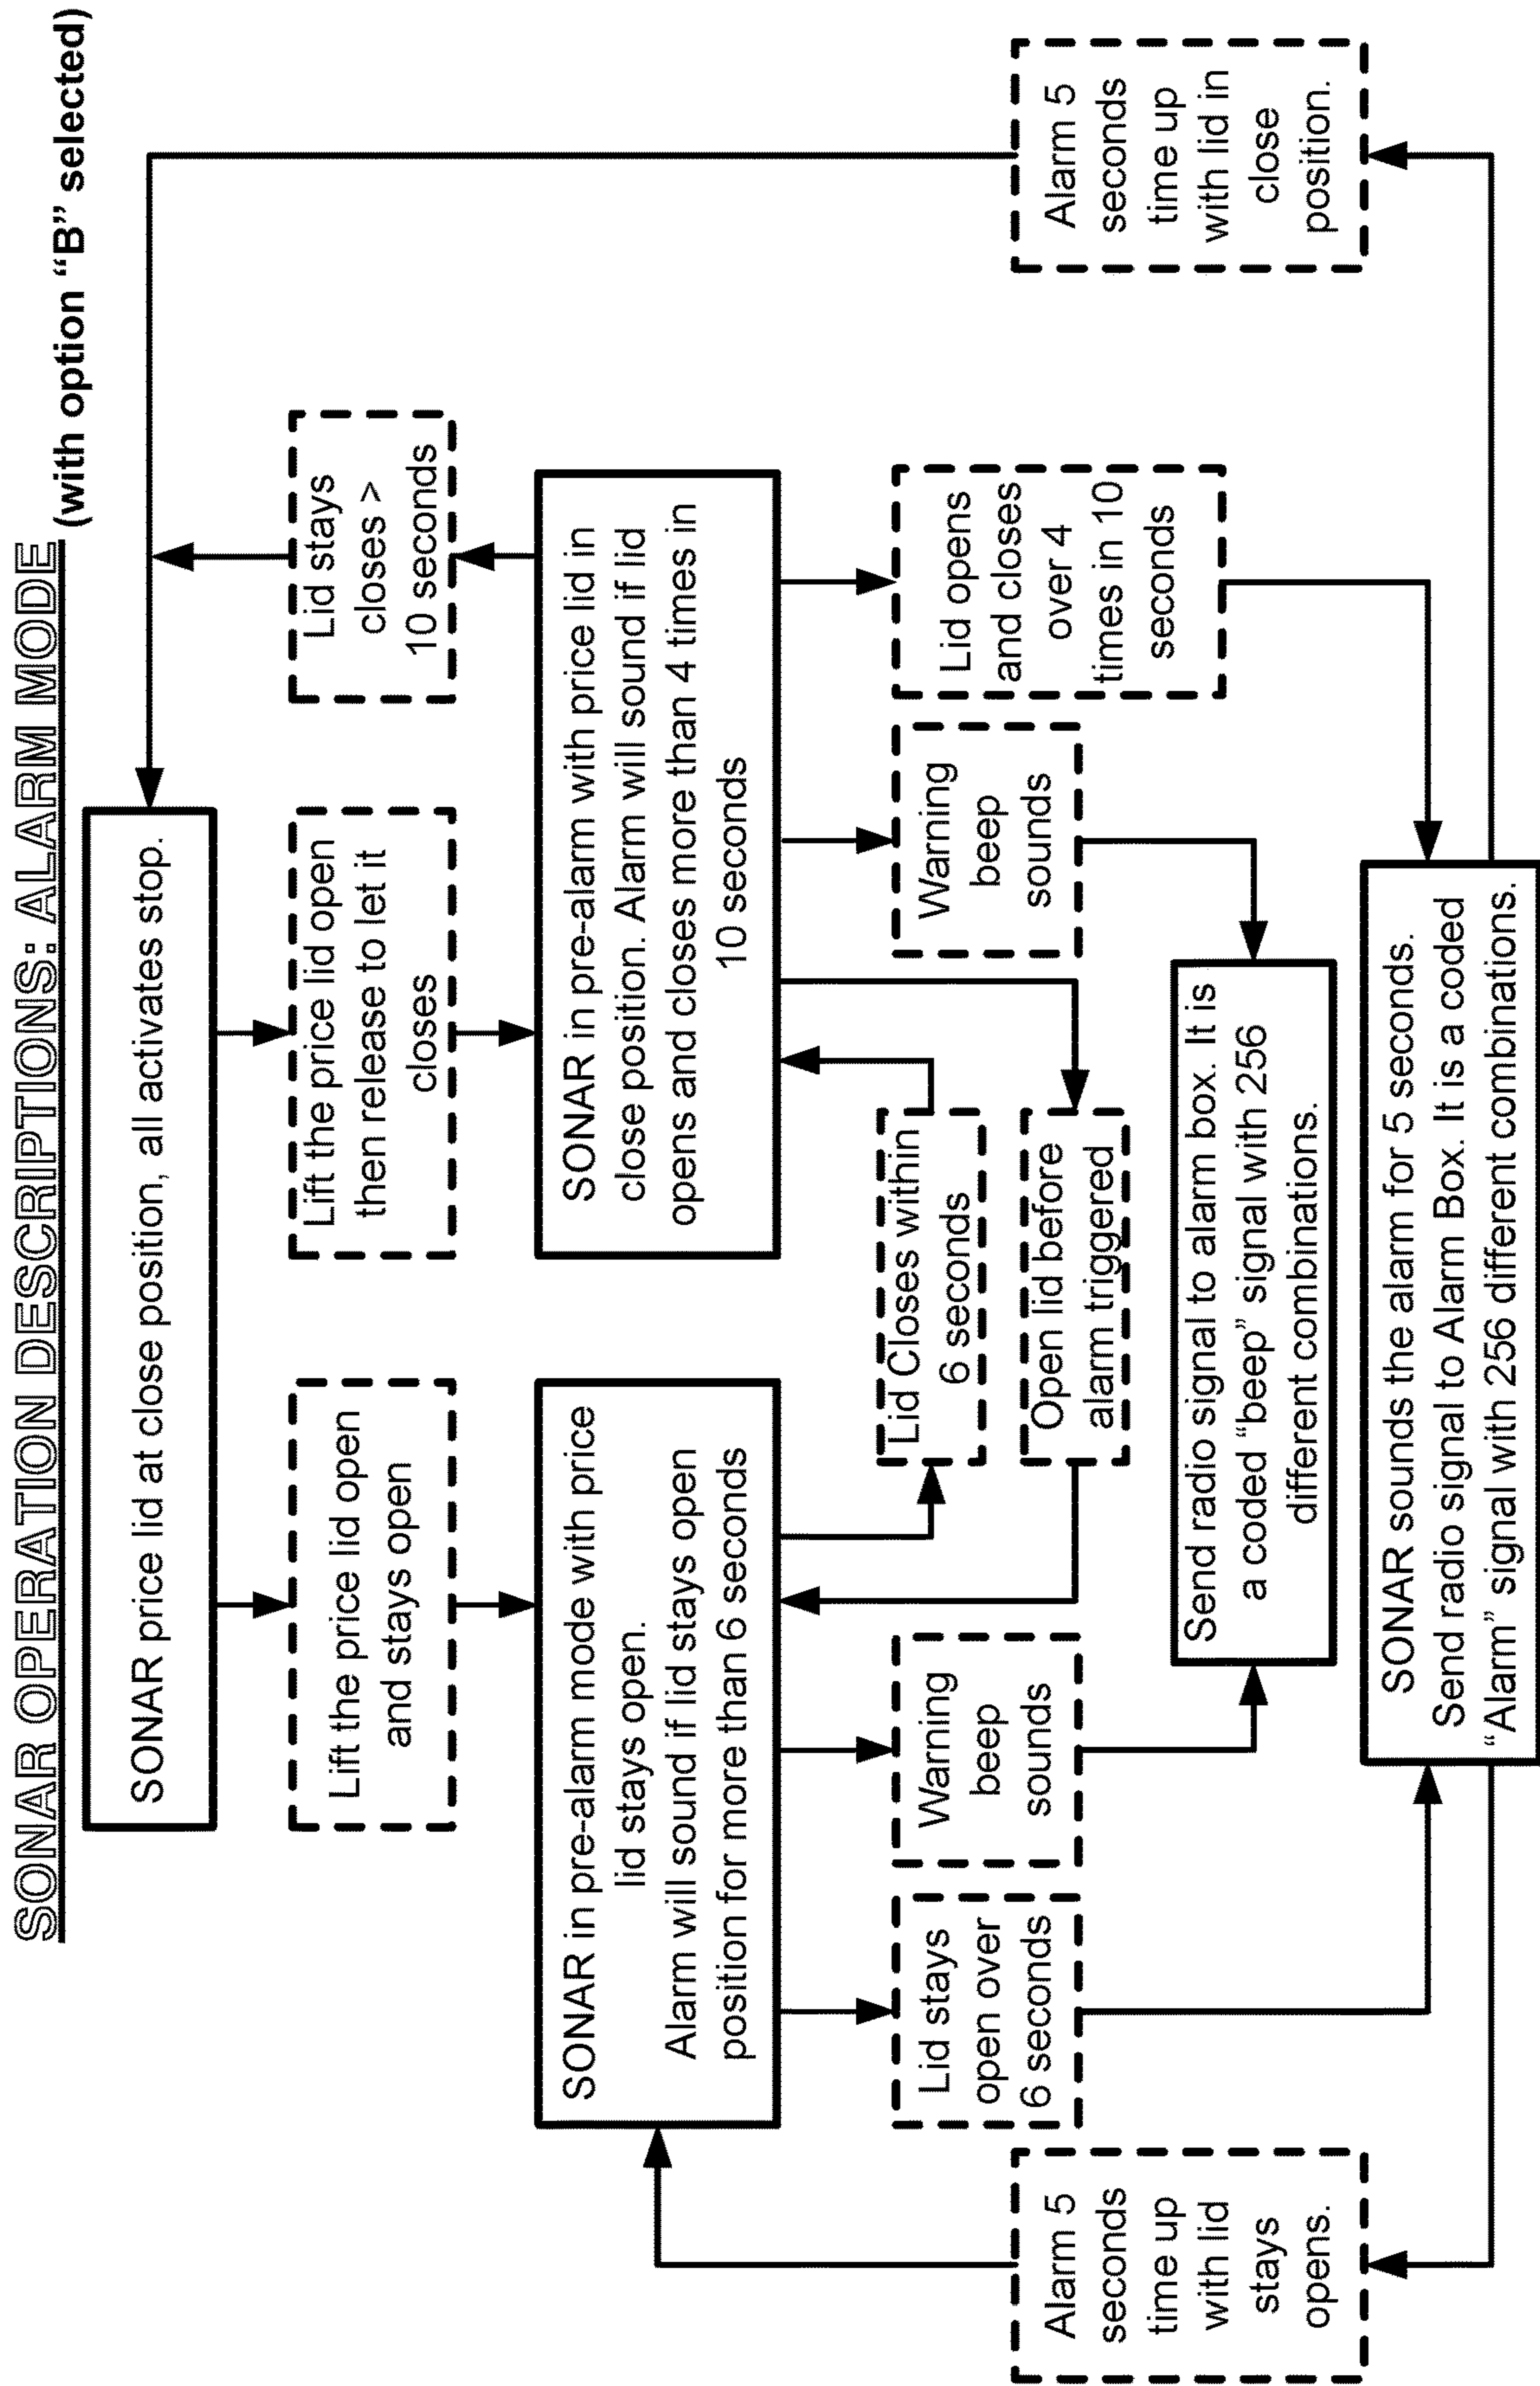 SONAR OPERATION DESCRIPTIONS: ALARM MODE
(with option “B” selected)
SONAR price lid at close position, all activates stop.
Lift the price lid open
and stays open
Lift the price lid open
then release to let it
closes
Lid stays
closes >
10 seconds
SONAR in pre-alarm mode with price
lid stays open.
Alarm will sound if lid stays open
position for more than 6 seconds
SONAR in pre-alarm with price lid in
close position. Alarm will sound if lid
opens and closes more than 4 times in
10 seconds
Lid Closes within
6 seconds
Open lid before
alarm triggered
Lid stays
open over
6 seconds
Warning
beep
sounds
Warning
beep
sounds
Lid opens
and closes
over 4
times in 10
seconds
Alarm 5
seconds
time up
with lid
stays
opens.
Send radio signal to alarm box. It is
a coded “beep” signal with 256
different combinations.
Alarm 5
seconds
time up
with lid in
close
position.
SONAR sounds the alarm for 5 seconds.
Send radio signal to Alarm Box. It is a coded
“Alarm” signal with 256 different combinations.